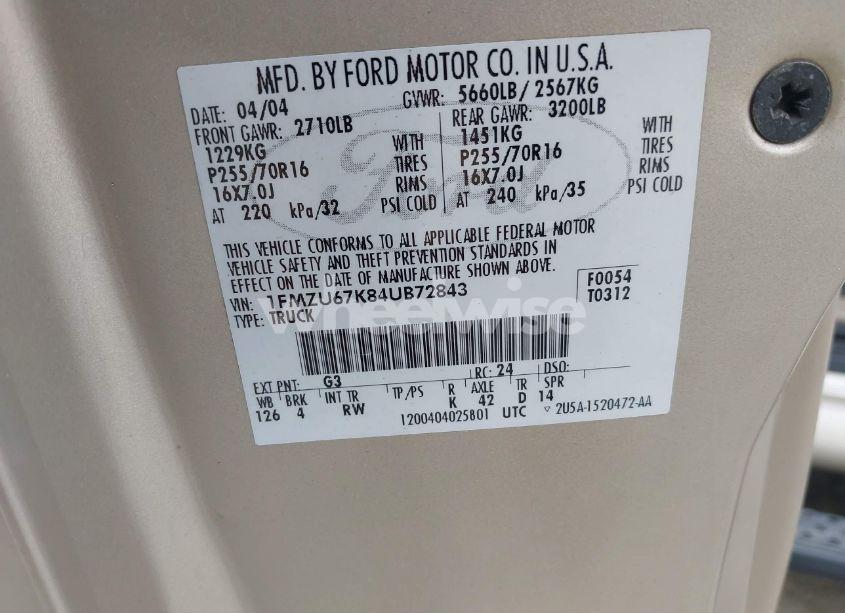 MFD. BY FORD MOTOR CO. IN U.S.A.
DATE: 04/04 GVWR: 5660LB/ 2567KG
FRONT GAWR: 2710LB REAR GAWR: 3200LB
1229KG WITH 1451KG WITH
P255/70R16 TIRES P255/70R16 TIRES
16X7.0J RIMS 16X7.0J RIMS
AT 220 kPa/32 PSI COLD AT 240 kPa/35 PSI COLD
THIS VEHICLE CONFORMS TO ALL APPLICABLE FEDERAL MOTOR
VEHICLE SAFETY AND THEFT PREVENTION STANDARDS IN
EFFECT ON THE DATE OF MANUFACTURE SHOWN ABOVE.
VIN: 1FMZU67K84UB72843 F0054
TYPE: TRUCK T0312
wheelwise
EXT PNT: G3 RC: 24 DSO:
WB BRK INT TR TP/PS R AXLE TR SPR
126 4 RW K 42 D 14
1200404025801 UTC ▽ 2U5A-1520472-AA
Ford